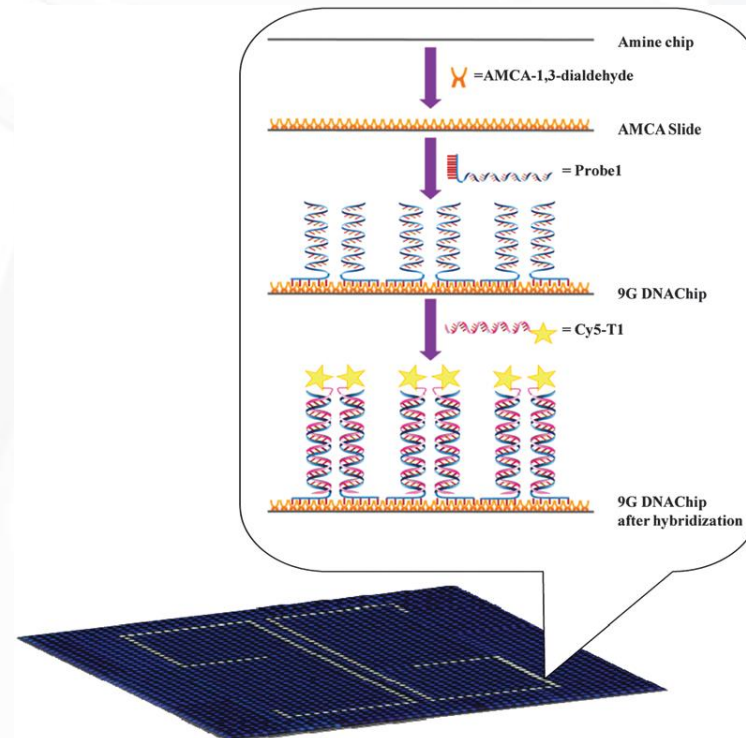 Amine chip
=AMCA-1,3-dialdehyde
AMCA Slide
= Probe1
9G DNAChip
= Cy5-T1
9G DNAChip
after hybridization